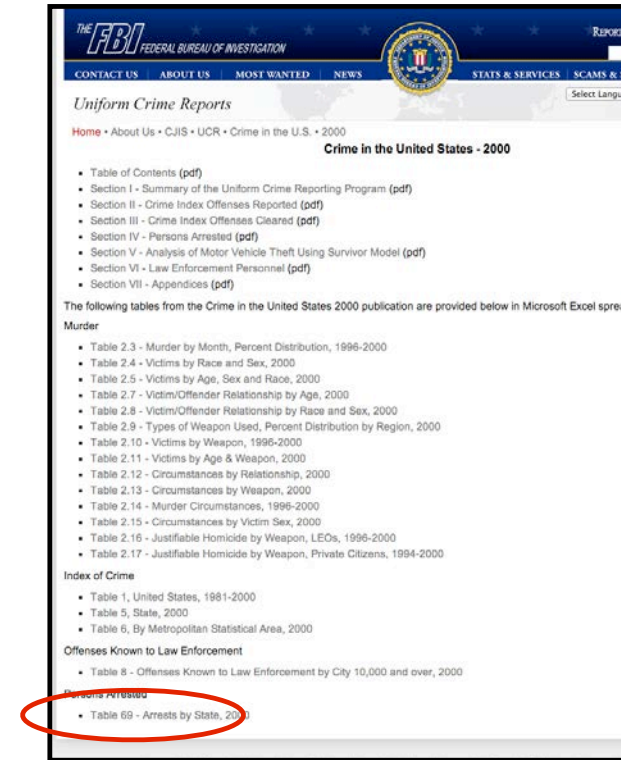 THE FBI FEDERAL BUREAU OF INVESTIGATION
CONTACT US ABOUT US MOST WANTED NEWS STATS & SERVICES SCAMS &
Uniform Crime Reports
Home • About Us • CJIS • UCR • Crime in the U.S. • 2000
Crime in the United States - 2000
• Table of Contents (pdf)
• Section I - Summary of the Uniform Crime Reporting Program (pdf)
• Section II - Crime Index Offenses Reported (pdf)
• Section III - Crime Index Offenses Cleared (pdf)
• Section IV - Persons Arrested (pdf)
• Section V - Analysis of Motor Vehicle Theft Using Survivor Model (pdf)
• Section VI - Law Enforcement Personnel (pdf)
• Section VII - Appendices (pdf)
The following tables from the Crime in the United States 2000 publication are provided below in Microsoft Excel sprea
Murder
• Table 2.3 - Murder by Month, Percent Distribution, 1996-2000
• Table 2.4 - Victims by Race and Sex, 2000
• Table 2.5 - Victims by Age, Sex and Race, 2000
• Table 2.7 - Victim/Offender Relationship by Age, 2000
• Table 2.8 - Victim/Offender Relationship by Race and Sex, 2000
• Table 2.9 - Types of Weapon Used, Percent Distribution by Region, 2000
• Table 2.10 - Victims by Weapon, 1996-2000
• Table 2.11 - Victims by Age & Weapon, 2000
• Table 2.12 - Circumstances by Relationship, 2000
• Table 2.13 - Circumstances by Weapon, 2000
• Table 2.14 - Murder Circumstances, 1996-2000
• Table 2.15 - Circumstances by Victim Sex, 2000
• Table 2.16 - Justifiable Homicide by Weapon, LEOs, 1996-2000
• Table 2.17 - Justifiable Homicide by Weapon, Private Citizens, 1994-2000
Index of Crime
• Table 1, United States, 1981-2000
• Table 5, State, 2000
• Table 6, By Metropolitan Statistical Area, 2000
Offenses Known to Law Enforcement
• Table 8 - Offenses Known to Law Enforcement by City 10,000 and over, 2000
Persons Arrested
• Table 69 - Arrests by State, 2000